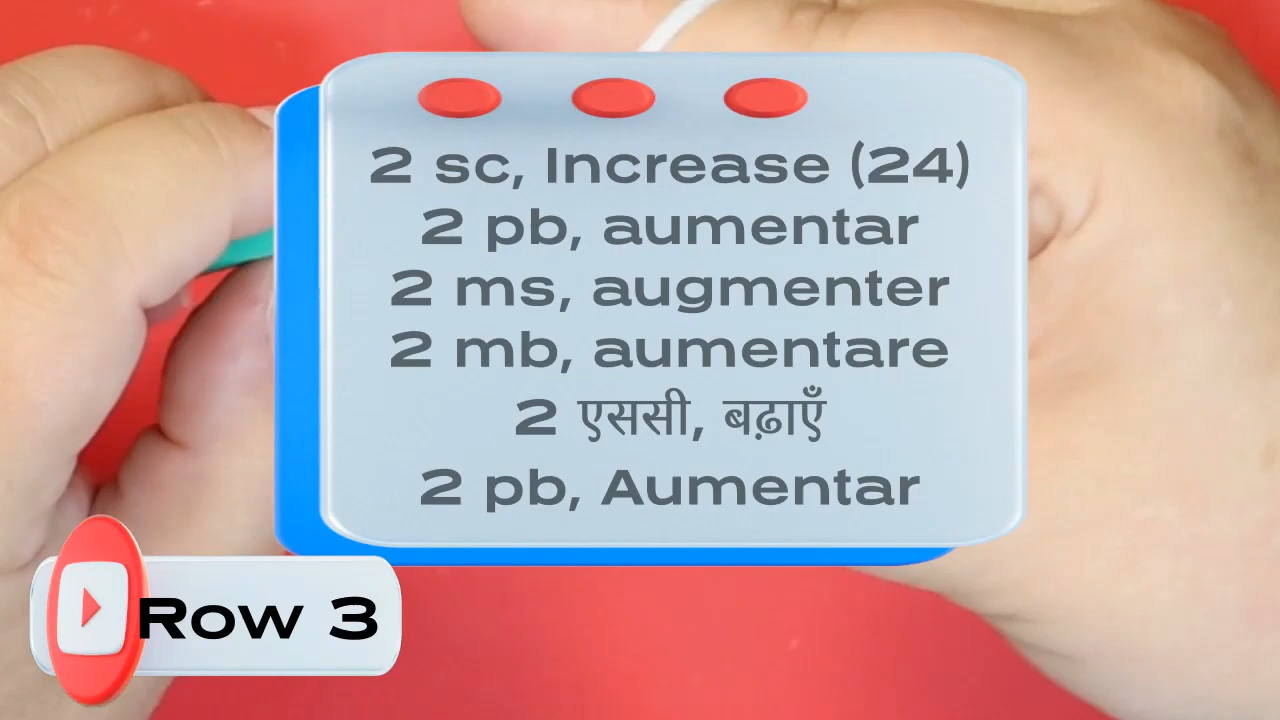 2 sc, Increase (24)
2 pb, aumentar
2 ms, augmenter
2 mb, aumentare
2 एससी, बढ़ाएँ
2 pb, Aumentar
Row 3